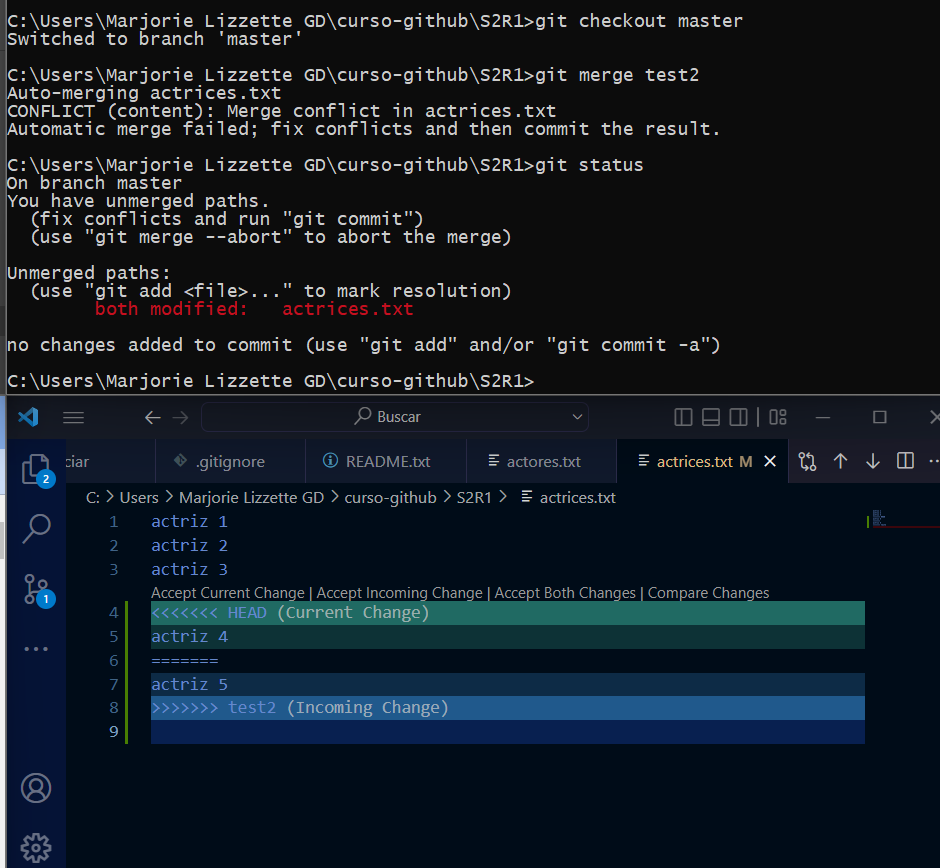 C:\Users\Marjorie Lizzette GD\curso-github\S2R1>git checkout master
Switched to branch 'master'
C:\Users\Marjorie Lizzette GD\curso-github\S2R1>git merge test2
Auto-merging actrices.txt
CONFLICT (content): Merge conflict in actrices.txt
Automatic merge failed; fix conflicts and then commit the result.
C:\Users\Marjorie Lizzette GD\curso-github\S2R1>git status
On branch master
You have unmerged paths.
  (fix conflicts and run "git commit")
  (use "git merge --abort" to abort the merge)
Unmerged paths:
  (use "git add <file>..." to mark resolution)
        both modified:   actrices.txt
no changes added to commit (use "git add" and/or "git commit -a")
C:\Users\Marjorie Lizzette GD\curso-github\S2R1>
Buscar
ciar .gitignore README.txt actores.txt actrices.txt M
2
C: > Users > Marjorie Lizzette GD > curso-github > S2R1 > actrices.txt
1 actriz 1
2 actriz 2
3 actriz 3
Accept Current Change | Accept Incoming Change | Accept Both Changes | Compare Changes
1
4 <<<<<<< HEAD (Current Change)
5 actriz 4
6 =======
7 actriz 5
8 >>>>>>> test2 (Incoming Change)
9